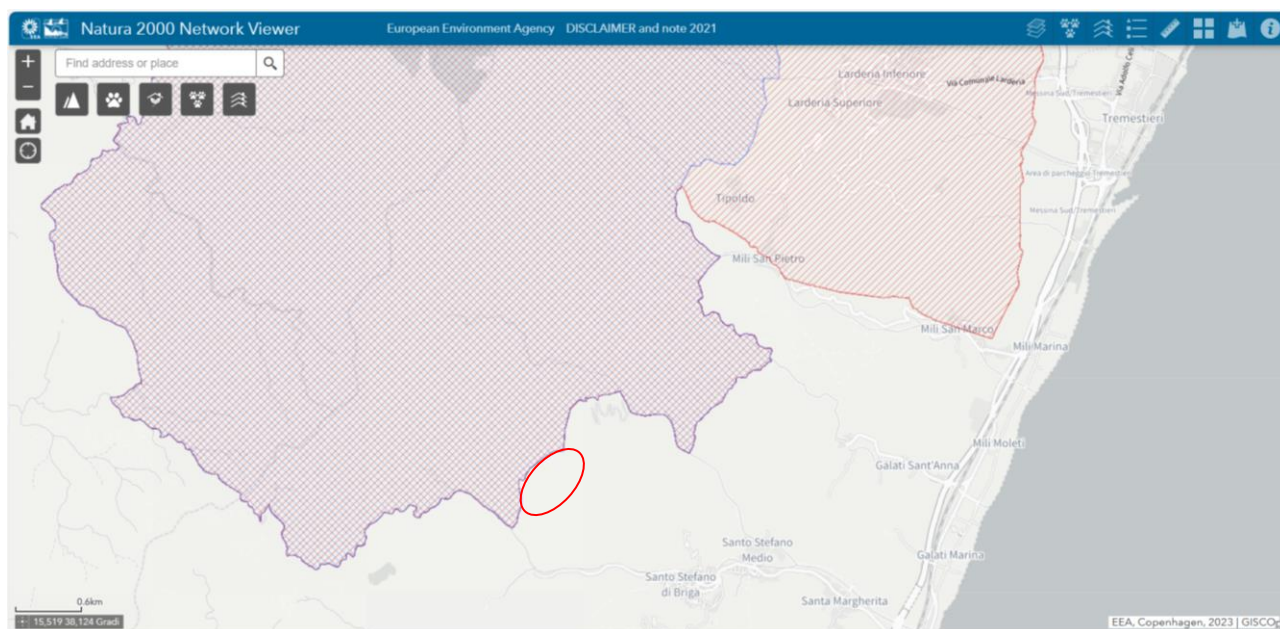 Natura 2000 Network Viewer
European Environment Agency DISCLAIMER and note 2021
Find address or place
Larderia Inferiore
Via Comunale Larderia
Larderia Superiore
Messina Sud/Tremestieri
Tremestieri
Area di parcheggio Tremestieri
Tipoldo
Messina Sud/Tremestieri
Mili San Pietro
Mili San Marco
Mili Marina
Mili Moleti
Galati Sant'Anna
Santo Stefano
Medio
Galati Marina
Santo Stefano
di Briga
Santa Margherita
0.6km
15,519 38,124 Gradi
EEA, Copenhagen, 2023 | GISCO